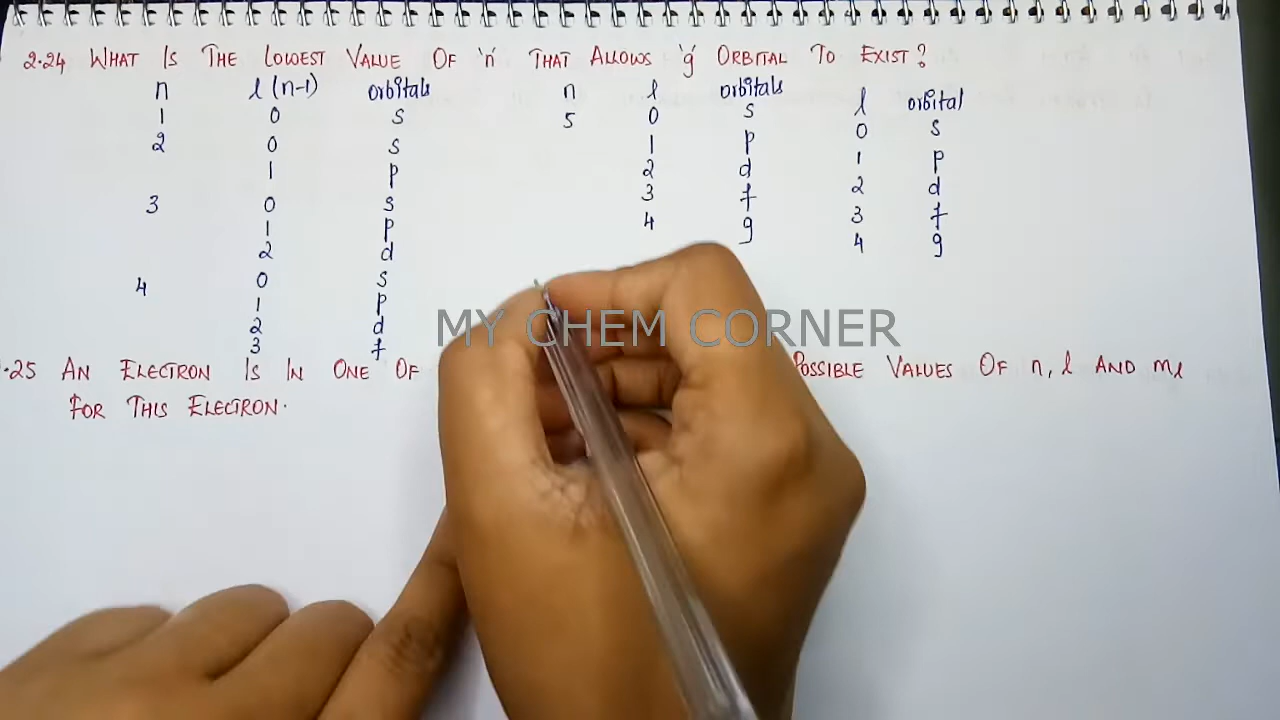 2.24 WHAT IS THE LOWEST VALUE OF 'n' THAT ALLOWS 'g' ORBITAL TO EXIST?
n l (n-1) orbitals n l orbitals l orbital
1 0 s 5 0 s 0 s
2 0 s 1 p 1 p
1 p 2 d 2 d
3 0 s 3 f 3 f
1 p 4 g 4 g
2 d
4 0 s
1 p
2 d
3 f
MY CHEM CORNER
.25 AN ELECTRON IS IN ONE OF POSSIBLE VALUES OF n, l AND ml
FOR THIS ELECTRON.